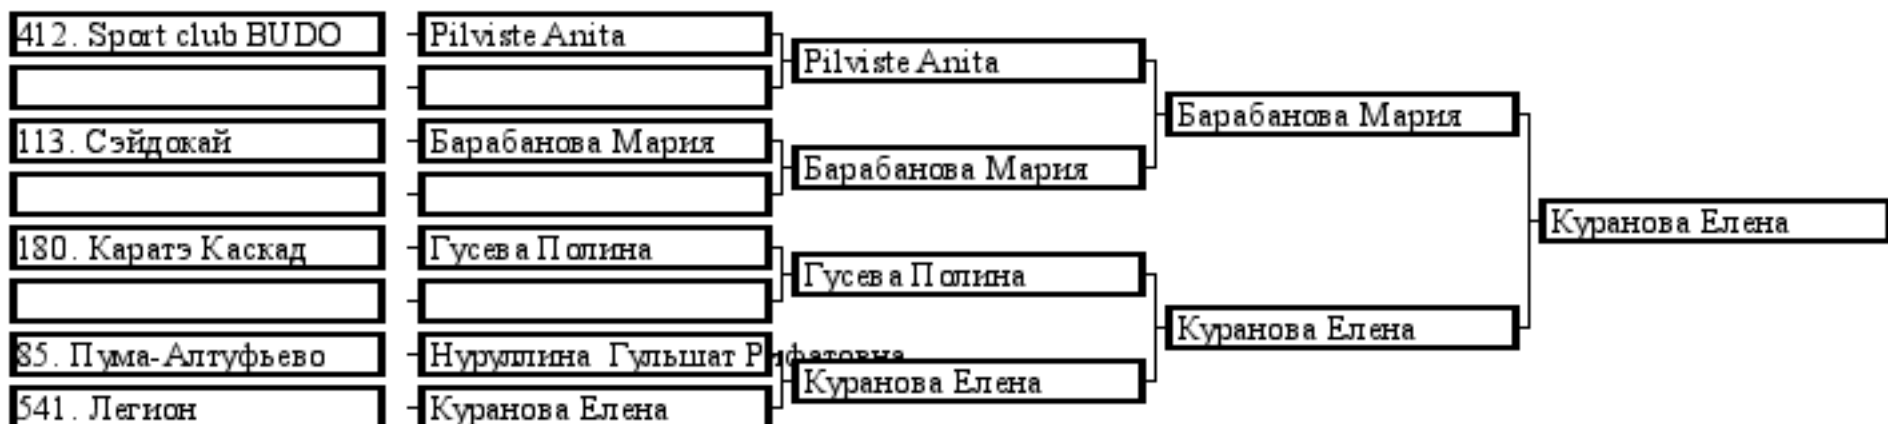 412. Sport club BUDO Pilviste Anita
Pilviste Anita
Барабанова Мария
113. Сэйдокай Барабанова Мария
Барабанова Мария
Куранова Елена
180. Каратэ Каскад Гусева Полина
Гусева Полина
Куранова Елена
85. Пума-Алтуфьево Нуруллина Гульшат Рифатовна
Куранова Елена
541. Легион Куранова Елена